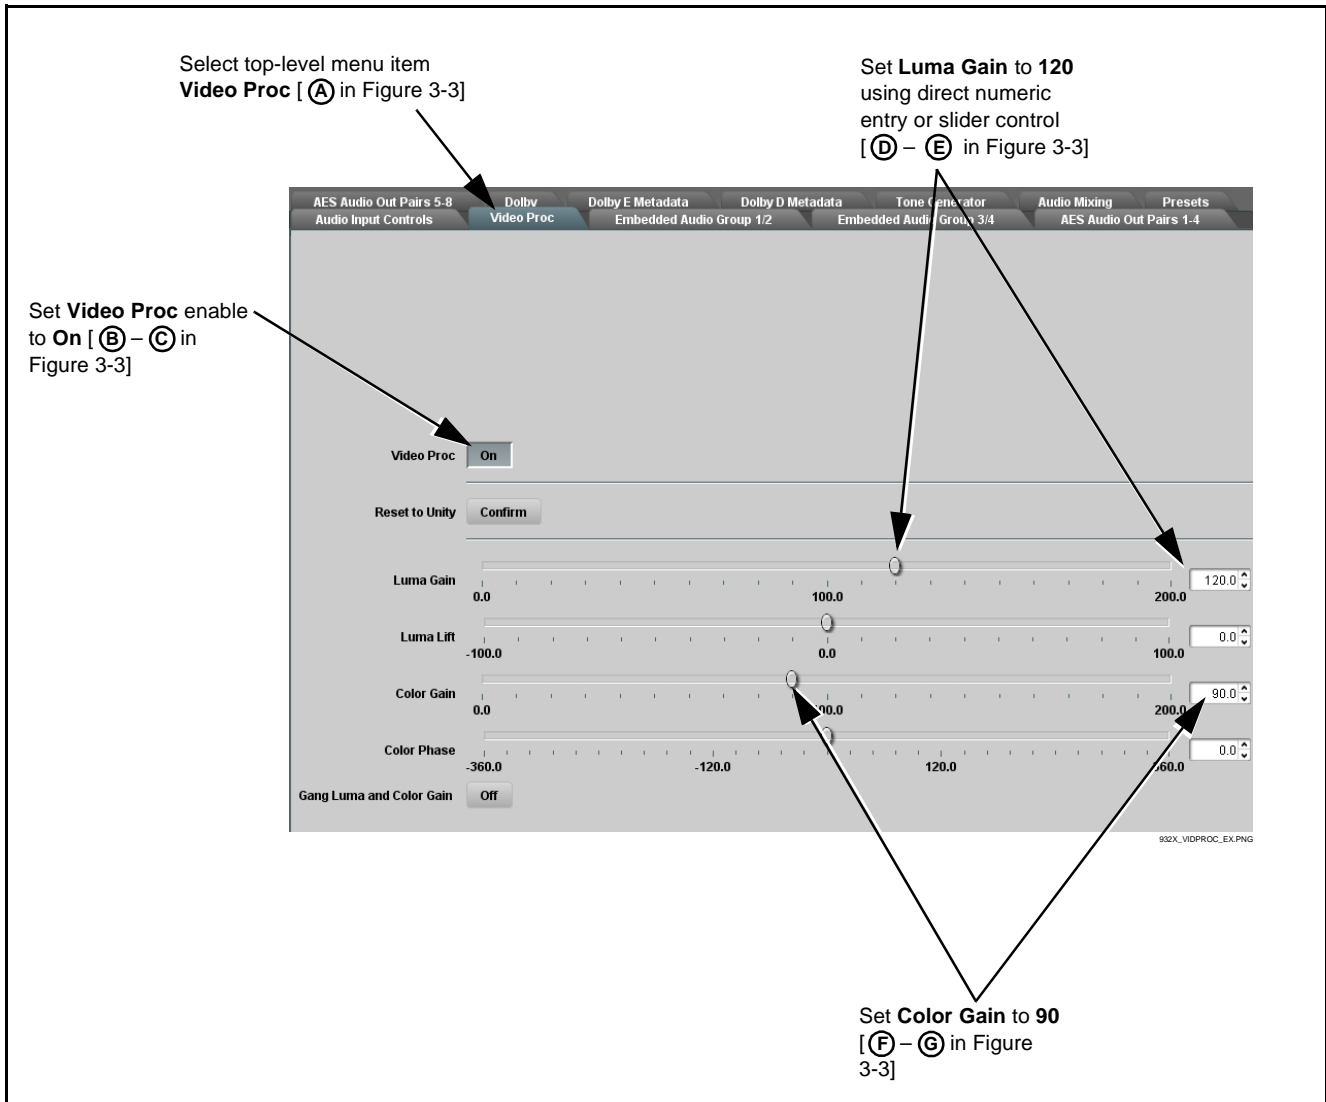 Select top-level menu item
Video Proc [ (A) in Figure 3-3]
Set Luma Gain to 120
using direct numeric
entry or slider control
[ (D) – (E) in Figure 3-3]
AES Audio Out Pairs 5-8 Dolby Dolby E Metadata Dolby D Metadata Tone Generator Audio Mixing Presets
Audio Input Controls Video Proc Embedded Audio Group 1/2 Embedded Audio Group 3/4 AES Audio Out Pairs 1-4
Set Video Proc enable
to On [ (B) – (C) in
Figure 3-3]
Video Proc On
Reset to Unity Confirm
Luma Gain 120.0
0.0 100.0 200.0
Luma Lift 0.0
-100.0 0.0 100.0
Color Gain 90.0
0.0 100.0 200.0
Color Phase 0.0
-360.0 -120.0 120.0 360.0
Gang Luma and Color Gain Off
932X_VIDPROC_EX.PNG
Set Color Gain to 90
[ (F) – (G) in Figure
3-3]